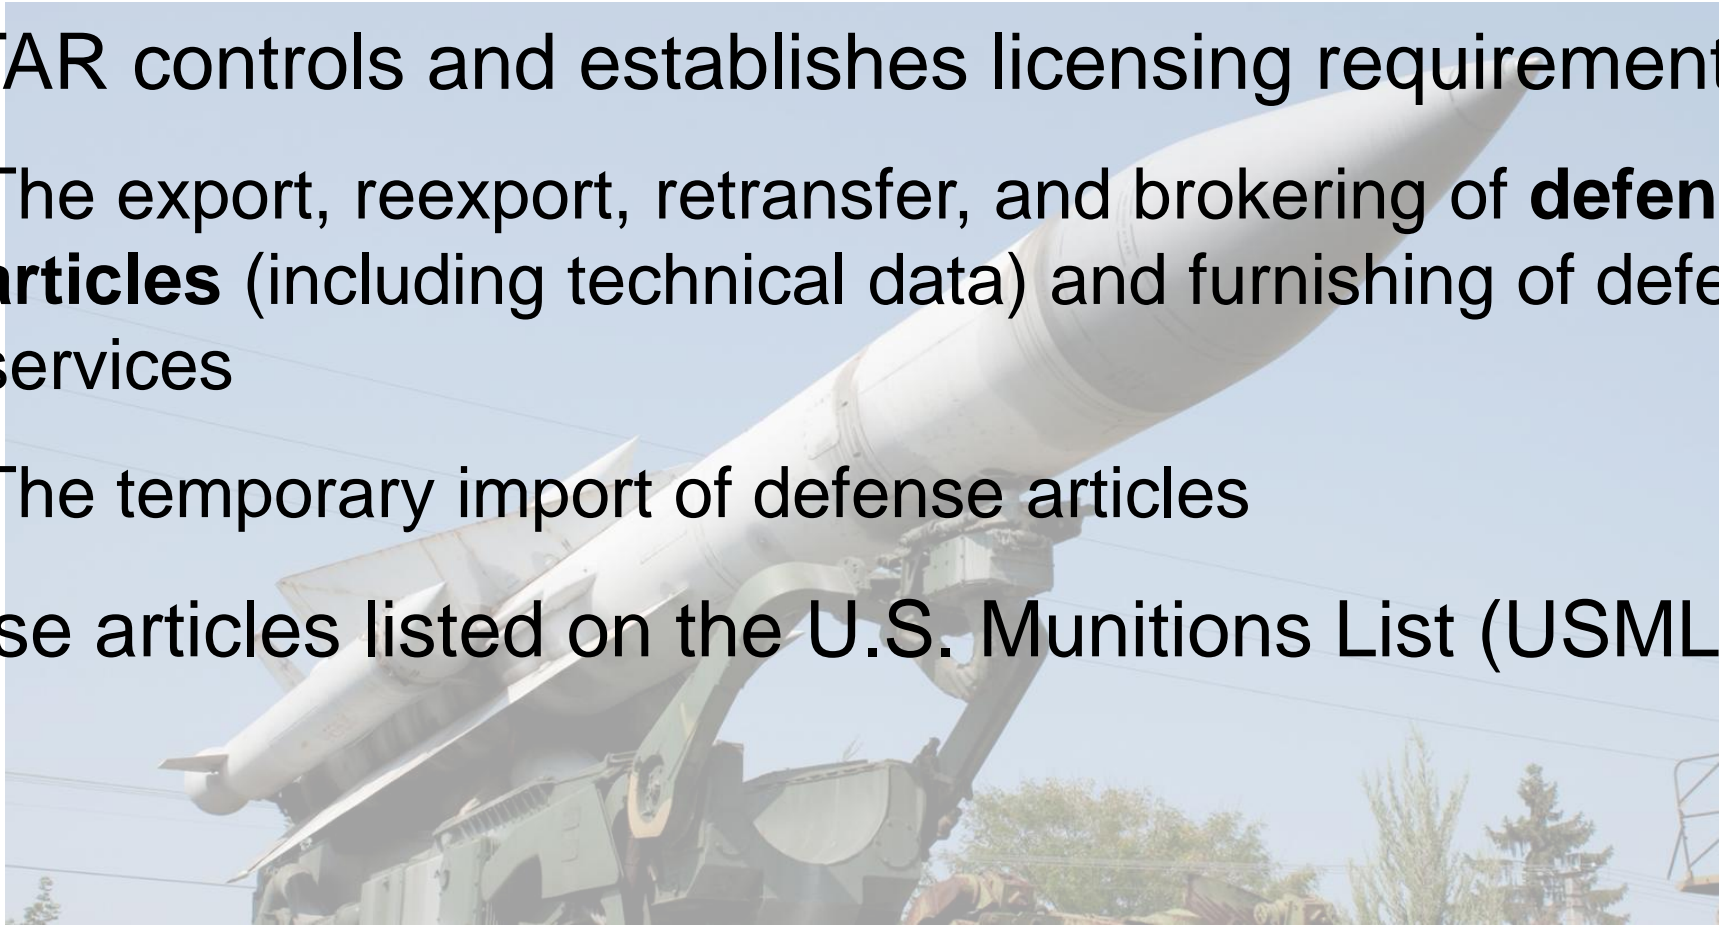 TAR controls and establishes licensing requirement
The export, reexport, retransfer, and brokering of defen
articles (including technical data) and furnishing of defe
services
The temporary import of defense articles
se articles listed on the U.S. Munitions List (USML